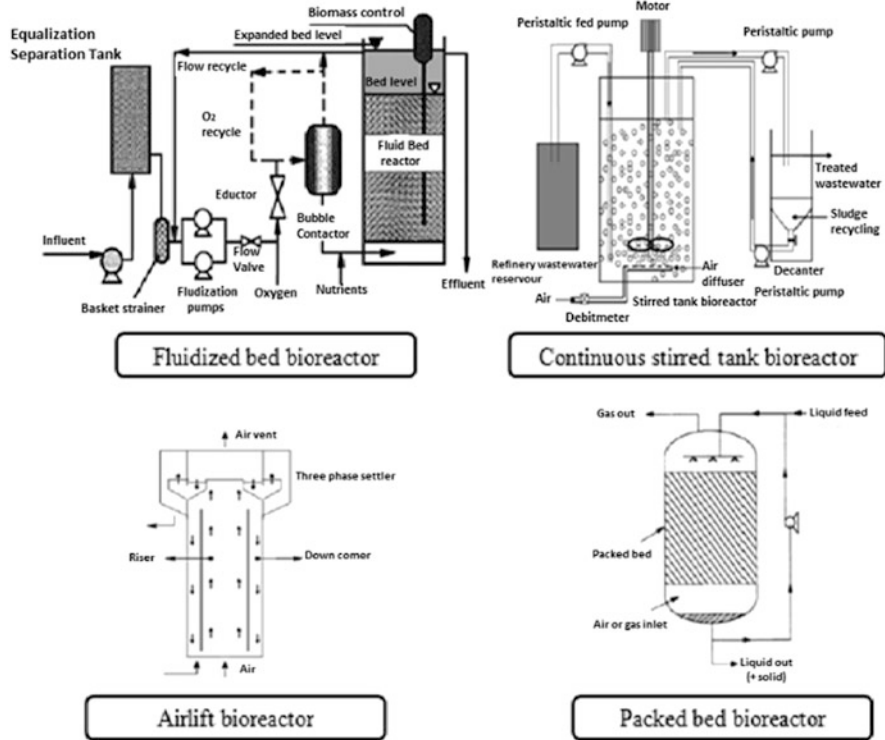 Equalization
Separation Tank
Biomass control
Expanded bed level
Flow recycle
Bed level
O₂
recycle
Fluid Bed
reactor
Eductor
Bubble
Contactor
Influent
Flow
Valve
Basket strainer
Fludization
pumps
Oxygen
Nutrients
Effluent
Fluidized bed bioreactor
Motor
Peristaltic fed pump
Peristaltic pump
Treated
wastewater
Sludge
recycling
Refinery wastewater
reservour
Air
diffuser
Decanter
Air
Stirred tank bioreactor
Peristaltic pump
Debitmeter
Continuous stirred tank bioreactor
Air vent
Three phase settler
Riser
Down comer
Air
Airlift bioreactor
Gas out
Liquid feed
Packed bed
Air or gas inlet
Liquid out
(+ solid)
Packed bed bioreactor